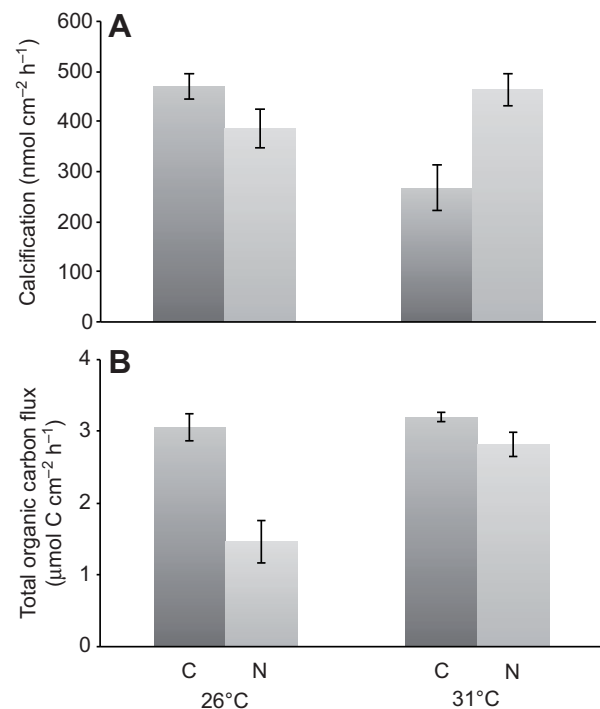 A
600
500
400
300
200
100
0
Calcification (nmol cm⁻² h⁻¹)
B
4
3
2
1
0
Total organic carbon flux
(μmol C cm⁻² h⁻¹)
C N C N
26°C 31°C